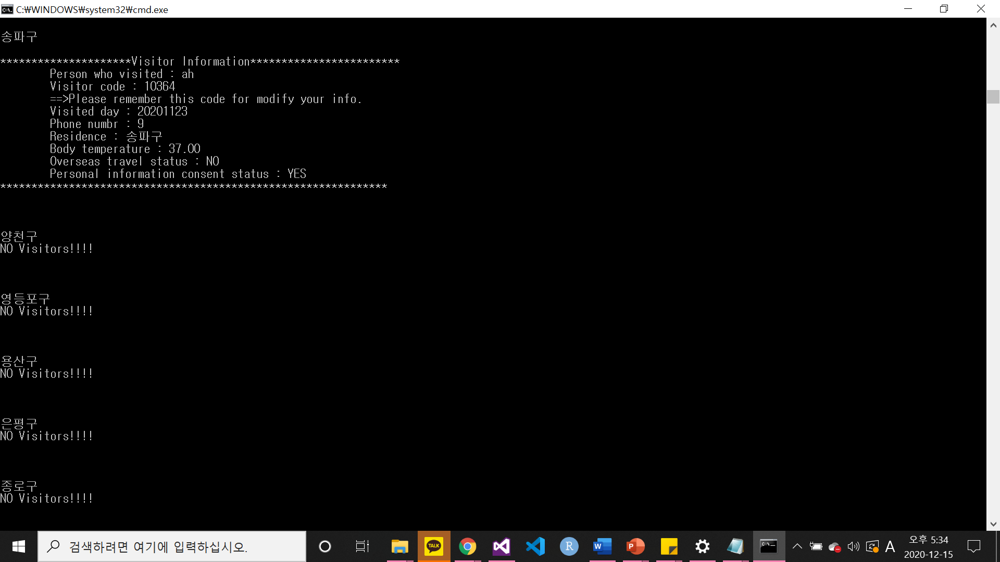 C:₩WINDOWS₩system32₩cmd.exe
송파구
*********************Visitor Information************************
Person who visited : ah
Visitor code : 10364
==>Please remember this code for modify your info.
Visited day : 20201123
Phone numbr : 9
Residence : 송파구
Body temperature : 37.00
Overseas travel status : NO
Personal information consent status : YES
**************************************************************
양천구
NO Visitors!!!!
영등포구
NO Visitors!!!!
용산구
NO Visitors!!!!
은평구
NO Visitors!!!!
종로구
NO Visitors!!!!
검색하려면 여기에 입력하십시오.
TALK
R
W
P
A
오후 5:34
2020-12-15